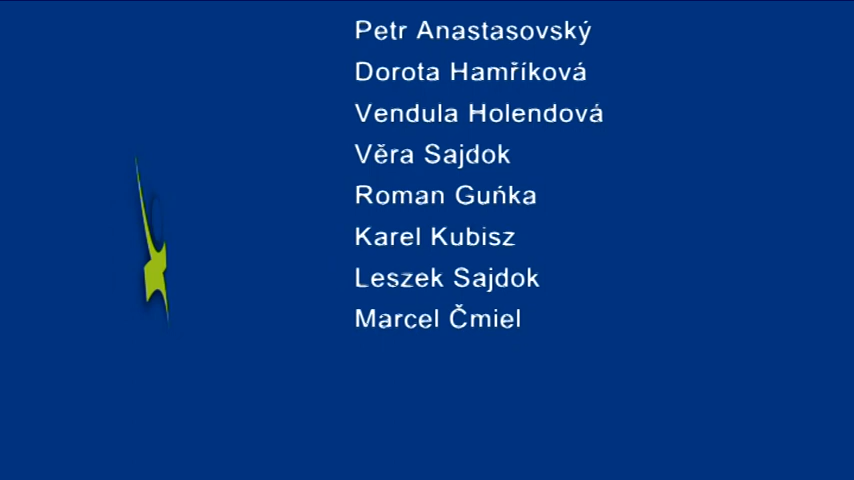 Petr Anastasovský
Dorota Hamříková
Vendula Holendová
Věra Sajdok
Roman Guńka
Karel Kubisz
Leszek Sajdok
Marcel Čmiel